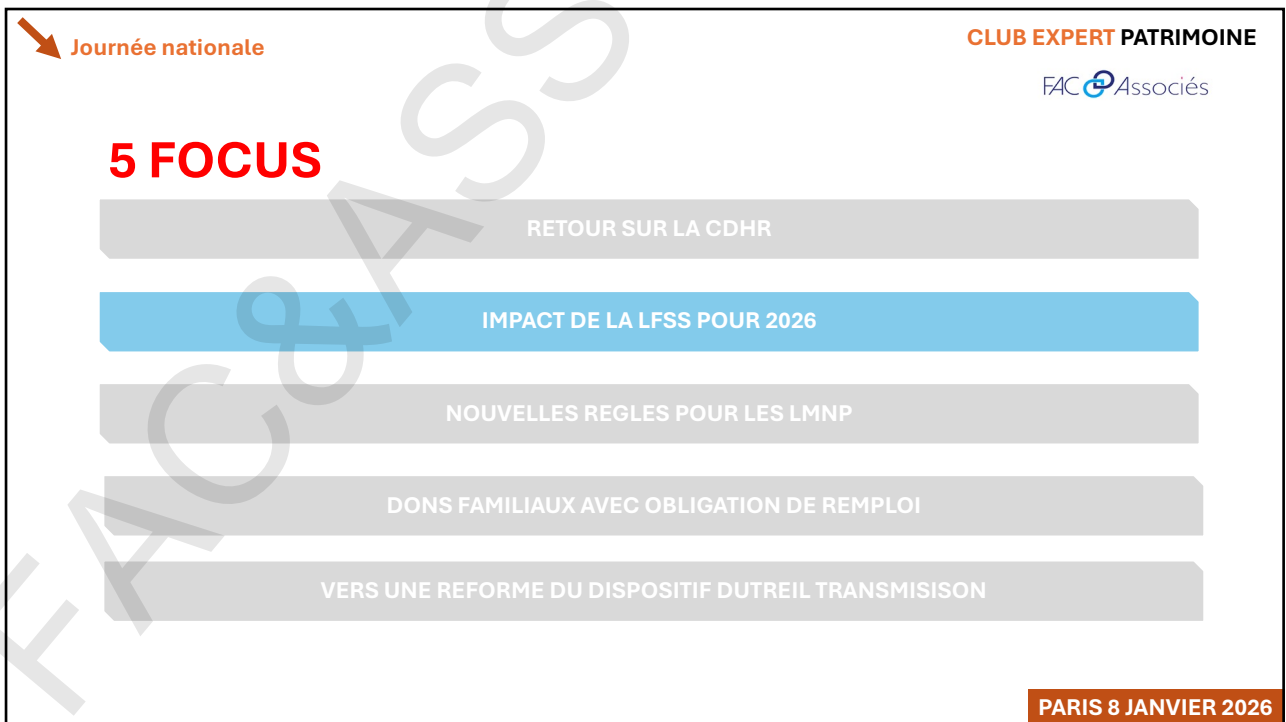 Journée nationale
CLUB EXPERT PATRIMOINE
FAC Associés
5 FOCUS
RETOUR SUR LA CDHR
IMPACT DE LA LFSS POUR 2026
NOUVELLES REGLES POUR LES LMNP
DONS FAMILIAUX AVEC OBLIGATION DE REMPLOI
VERS UNE REFORME DU DISPOSITIF DUTREIL TRANSMISISON
PARIS 8 JANVIER 2026
FAC&ASS